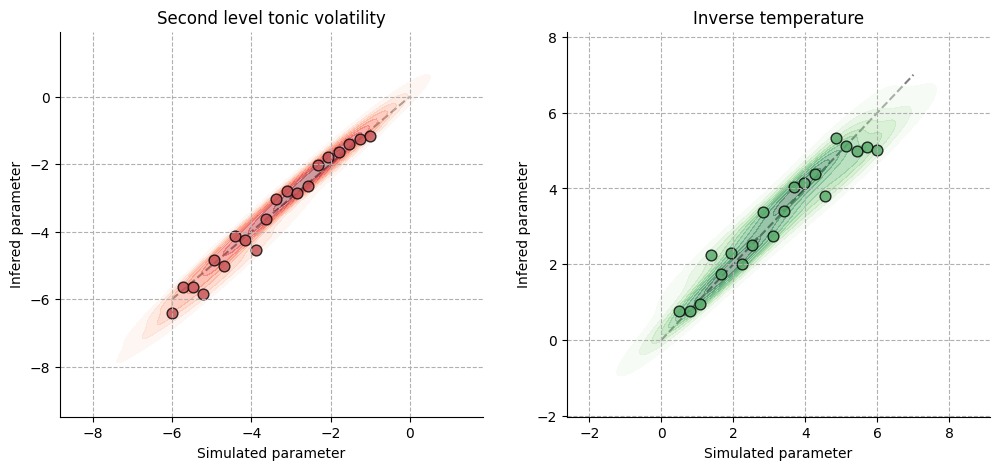 Second level tonic volatility
Inverse temperature
0
−2
−4
−6
−8
Infered parameter
−8 −6 −4 −2 0
Simulated parameter
8
6
4
2
0
−2
Infered parameter
−2 0 2 4 6 8
Simulated parameter